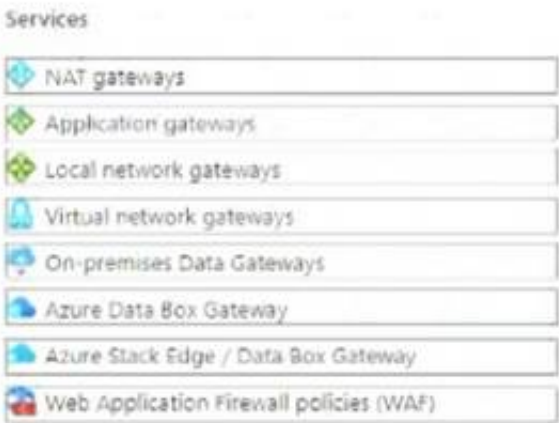 Services
NAT gateways
Application gateways
Local network gateways
Virtual network gateways
On-premises Data Gateways
Azure Data Box Gateway
Azure Stack Edge / Data Box Gateway
Web Application Firewall policies (WAF)